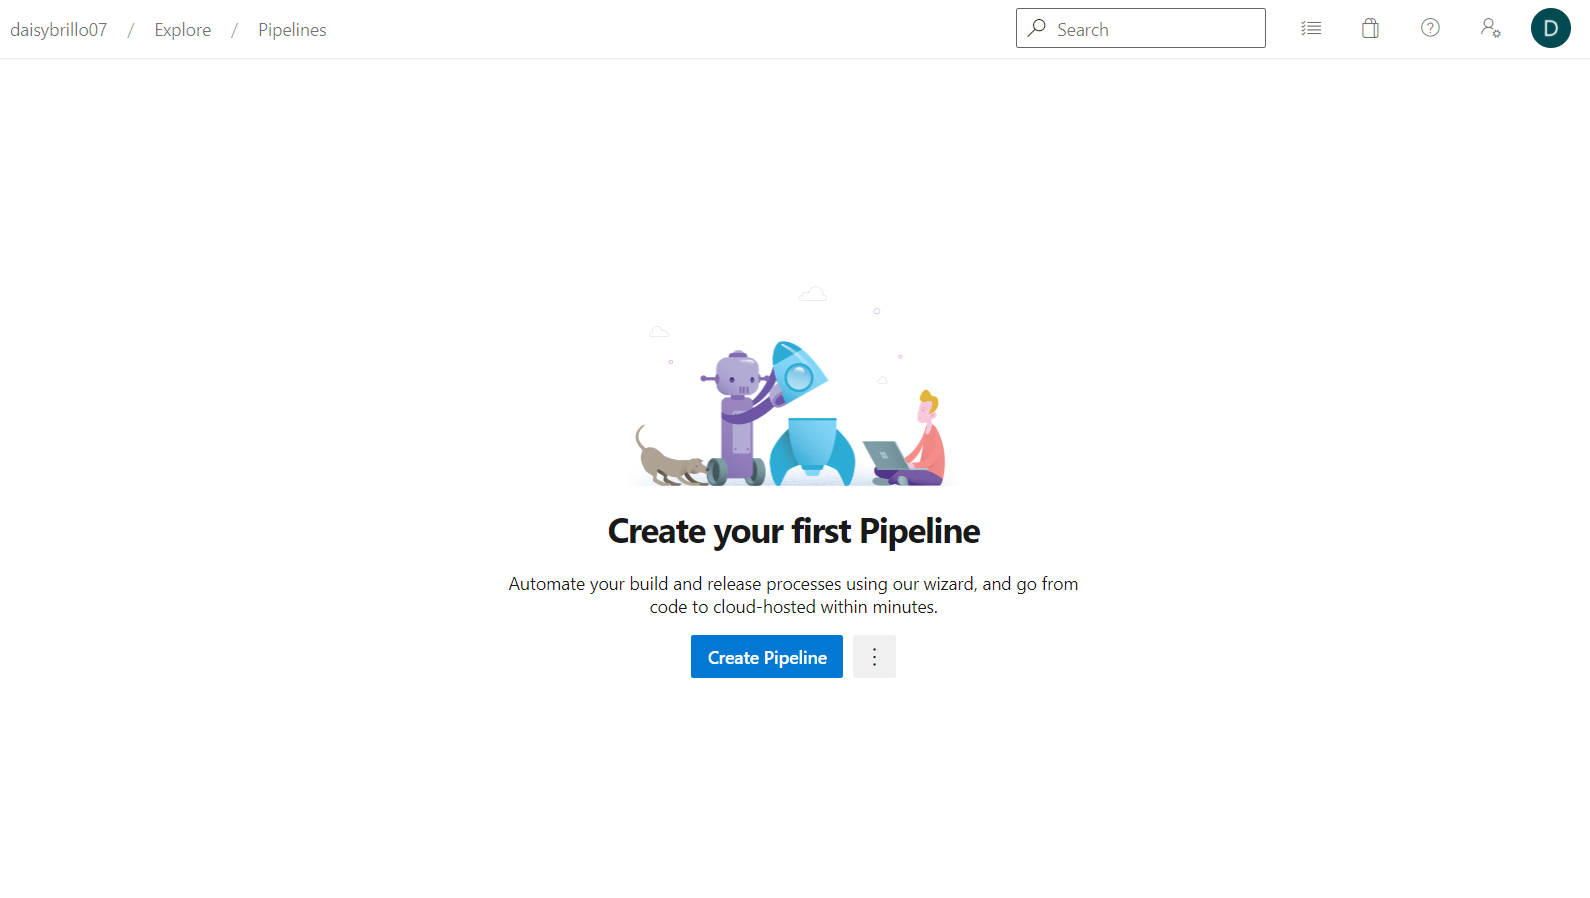 daisybrillo07 / Explore / Pipelines
Search
D
Create your first Pipeline
Automate your build and release processes using our wizard, and go from
code to cloud-hosted within minutes.
Create Pipeline